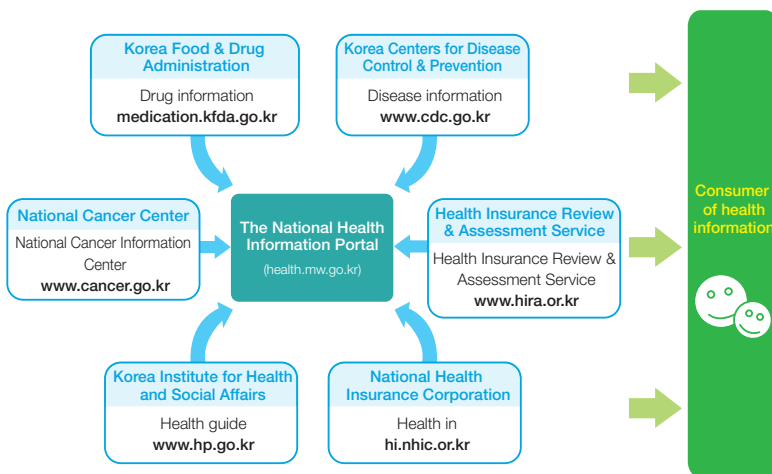 Korea Food & Drug
Administration
Drug information
medication.kfda.go.kr
Korea Centers for Disease
Control & Prevention
Disease information
www.cdc.go.kr
National Cancer Center
National Cancer Information
Center
www.cancer.go.kr
The National Health
Information Portal
(health.mw.go.kr)
Health Insurance Review
& Assessment Service
Health Insurance Review &
Assessment Service
www.hira.or.kr
Korea Institute for Health
and Social Affairs
Health guide
www.hp.go.kr
National Health
Insurance Corporation
Health in
hi.nhic.or.kr
Consumer
of health
information